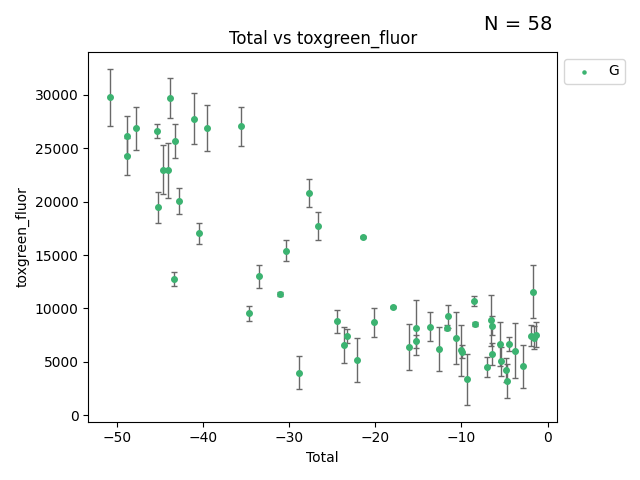 N = 58
Total vs toxgreen_fluor
G
toxgreen_fluor
30000
25000
20000
15000
10000
5000
0
−50 −40 −30 −20 −10 0
Total